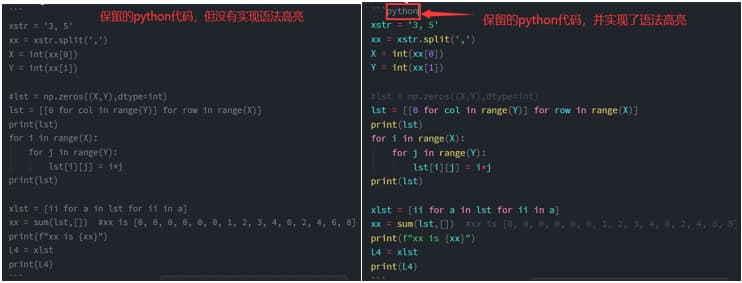 ```
保留的python代码，但没有实现语法高亮
xstr = '3, 5'
xx = xstr.split(',')
X = int(xx[0])
Y = int(xx[1])
#lst = np.zeros((X,Y),dtype=int)
lst = [[0 for col in range(Y)] for row in range(X)]
print(lst)
for i in range(X):
    for j in range(Y):
        lst[i][j] = i*j
print(lst)
xlst = [ii for a in lst for ii in a]
xx = sum(lst,[])  #xx is [0, 0, 0, 0, 0, 0, 1, 2, 3, 4, 0, 2, 4, 6, 8]
print(f"xx is {xx}")
L4 = xlst
print(L4)
```
```python
保留的python代码，并实现了语法高亮
xstr = '3, 5'
xx = xstr.split(',')
X = int(xx[0])
Y = int(xx[1])
#lst = np.zeros((X,Y),dtype=int)
lst = [[0 for col in range(Y)] for row in range(X)]
print(lst)
for i in range(X):
    for j in range(Y):
        lst[i][j] = i*j
print(lst)
xlst = [ii for a in lst for ii in a]
xx = sum(lst,[])  #xx is [0, 0, 0, 0, 0, 0, 1, 2, 3, 4, 0, 2, 4, 6, 8]
print(f"xx is {xx}")
L4 = xlst
print(L4)
```